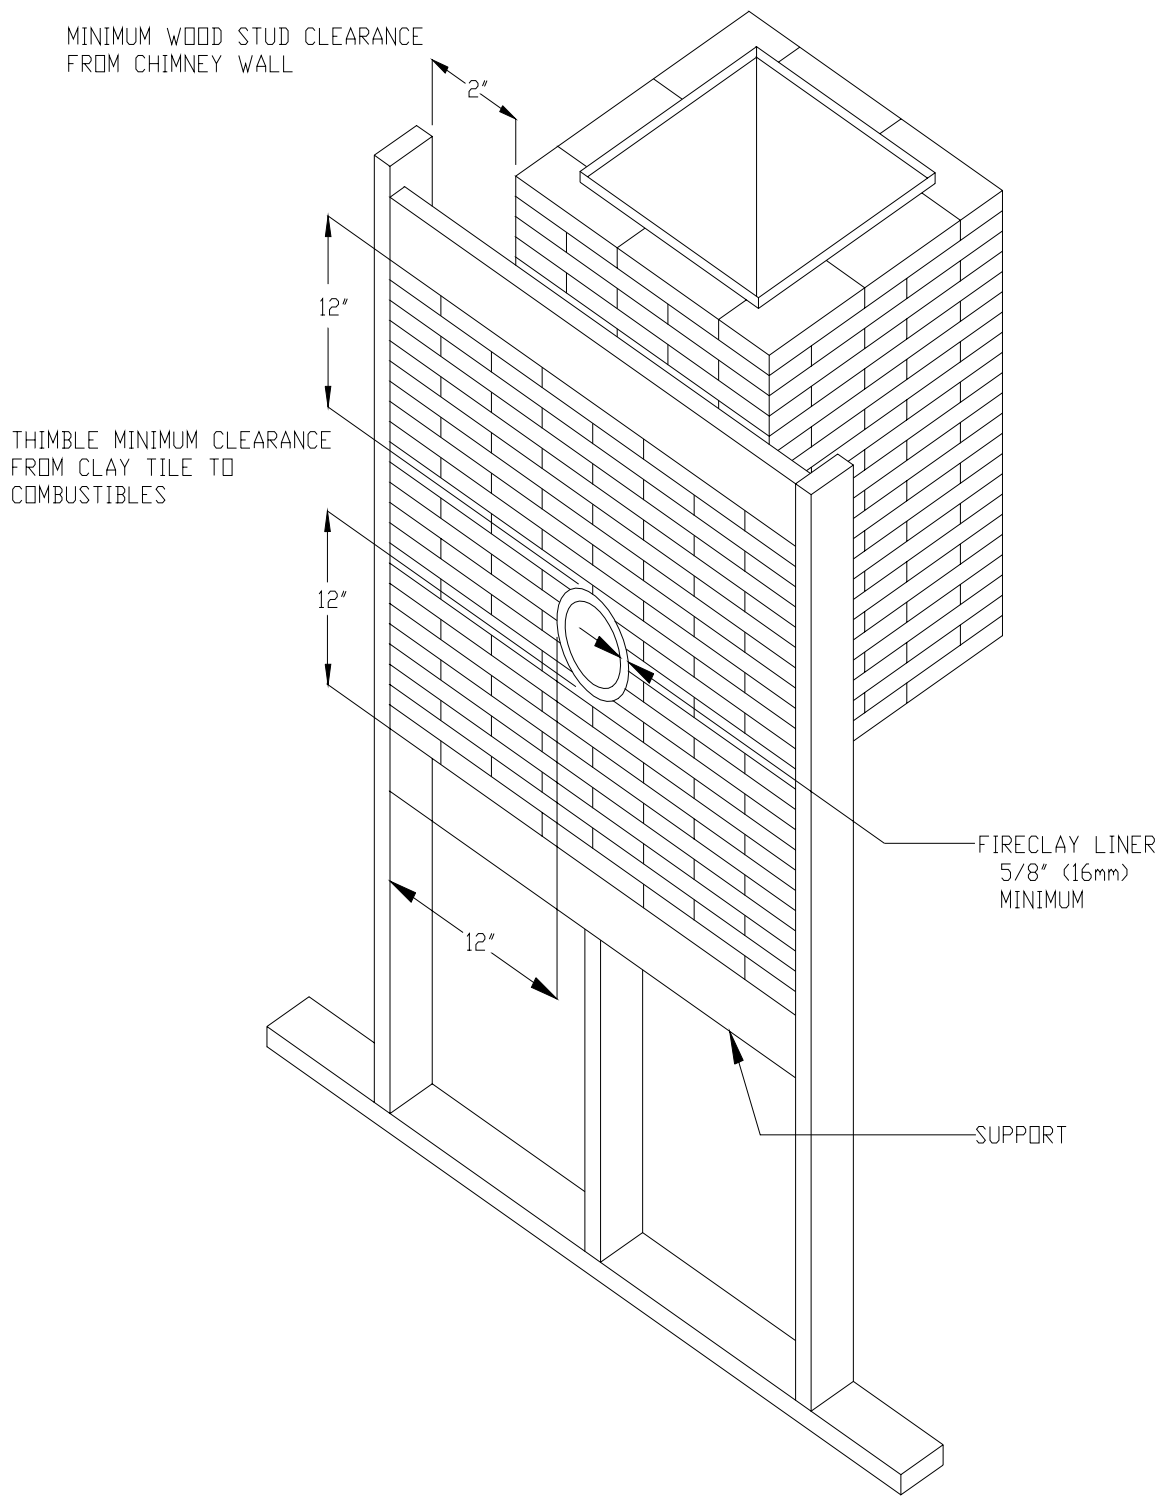 MINIMUM WOOD STUD CLEARANCE
FROM CHIMNEY WALL
2"
12"
THIMBLE MINIMUM CLEARANCE
FROM CLAY TILE TO
COMBUSTIBLES
12"
FIRECLAY LINER
5/8" (16mm)
MINIMUM
12"
SUPPORT